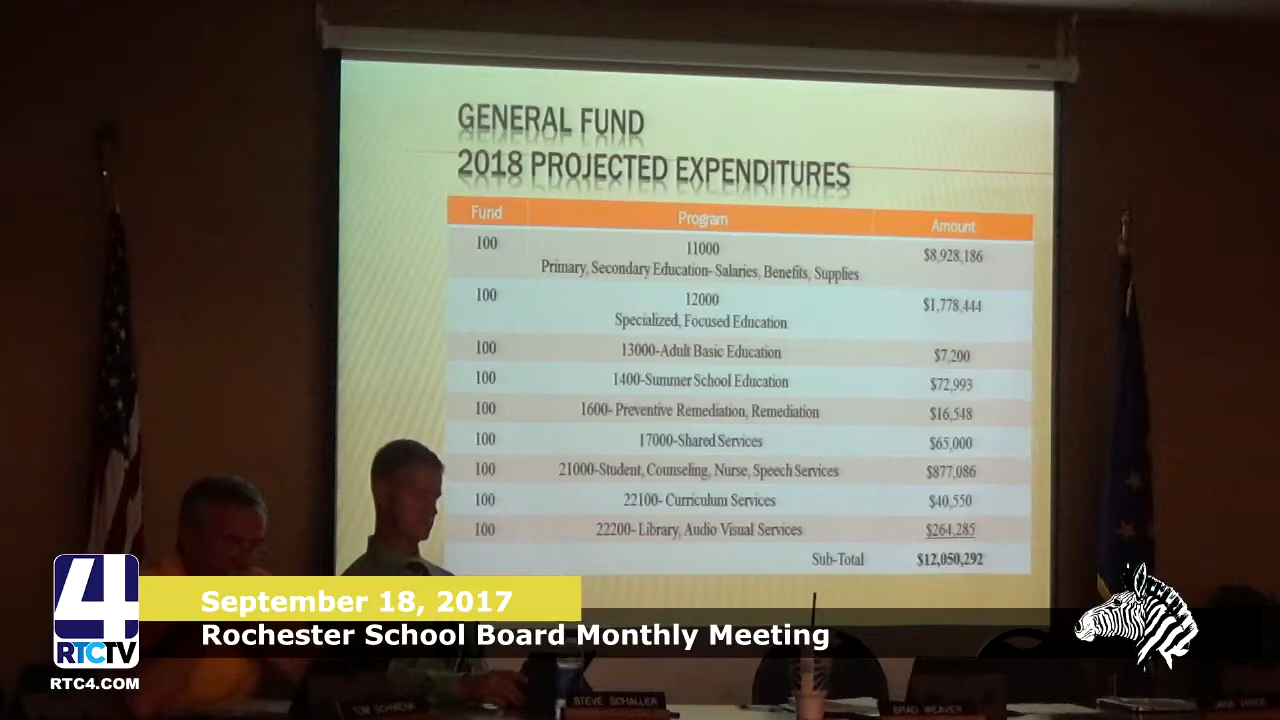 GENERAL FUND
2018 PROJECTED EXPENDITURES
Fund Program Amount
100 11000 $8,928,186
Primary, Secondary Education- Salaries, Benefits, Supplies
100 12000 $1,778,444
Specialized, Focused Education
100 13000-Adult Basic Education $7,200
100 1400-Summer School Education $72,993
100 1600- Preventive Remediation, Remediation $16,548
100 17000-Shared Services $65,000
100 21000-Student, Counseling, Nurse, Speech Services $877,086
100 22100- Curriculum Services $40,550
100 22200- Library, Audio Visual Services $264,285
Sub-Total $12,050,292
4
RTCTV
RTC4.COM
September 18, 2017
Rochester School Board Monthly Meeting
TOM SCHWENK
STEVE SCHALLER
BRAD WEAVER